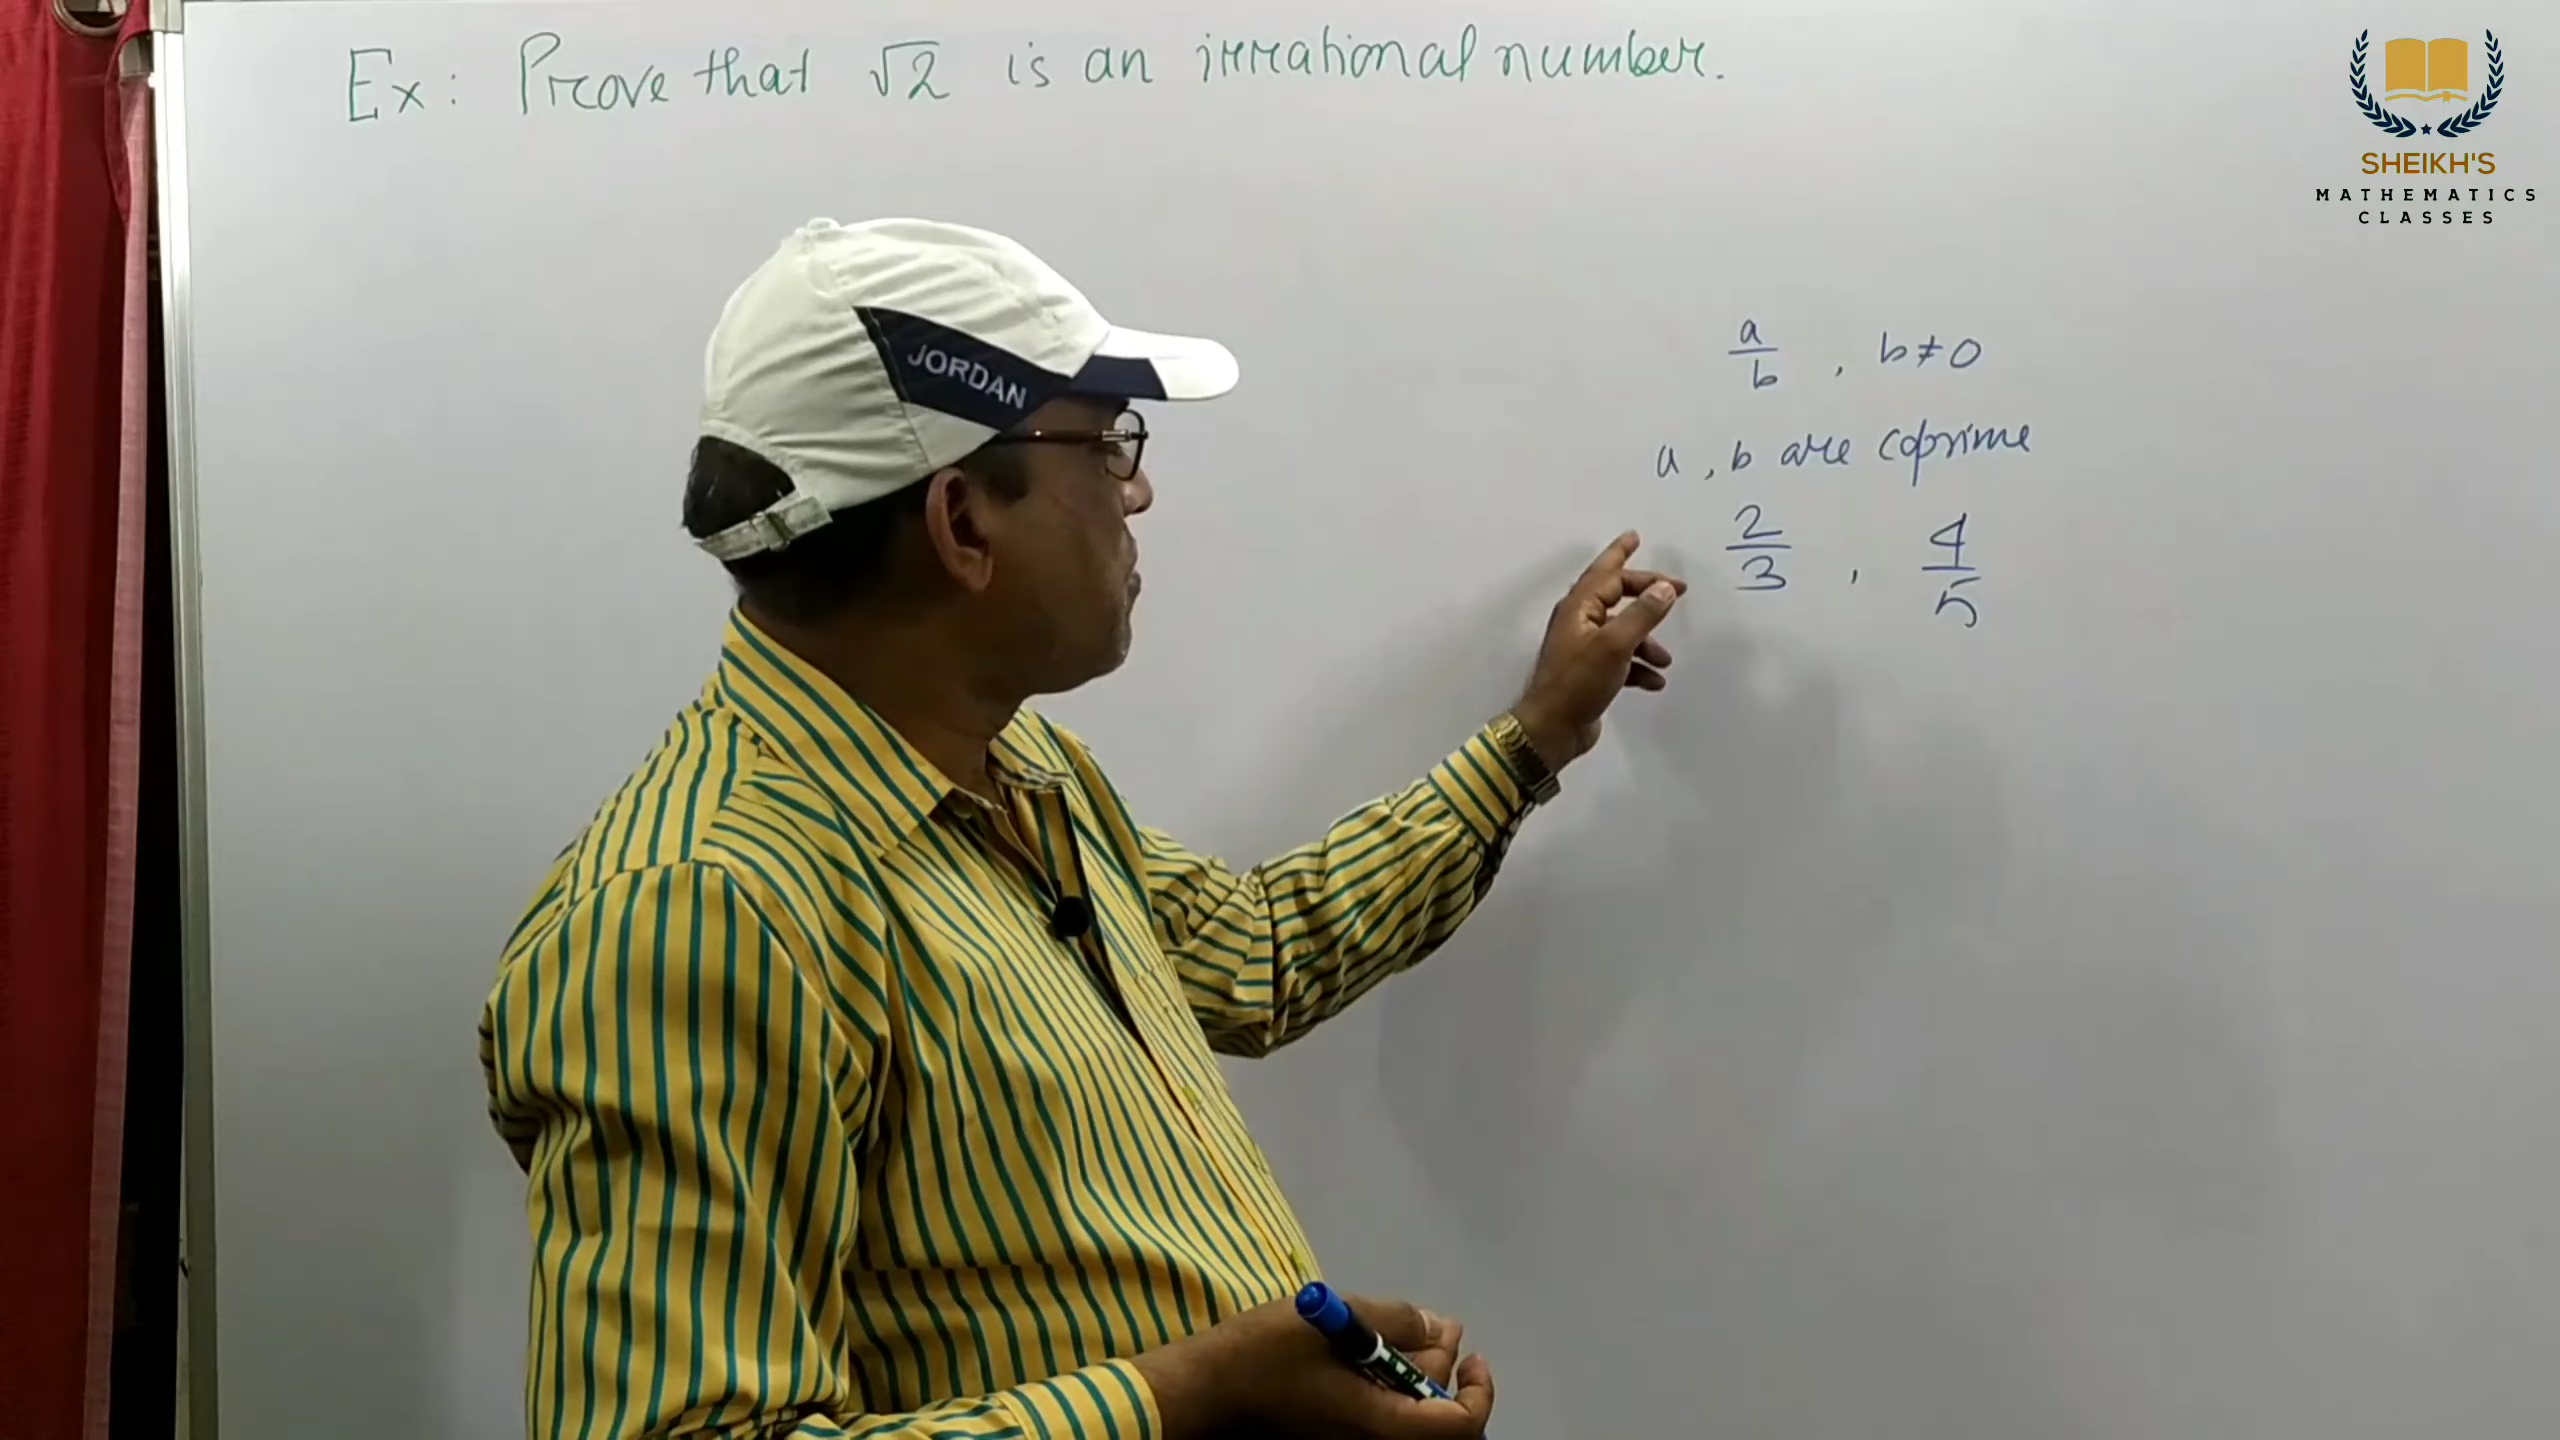 Ex: Prove that √2 is an irrational number.
SHEIKH'S
MATHEMATICS
CLASSES
JORDAN
a/b , b≠0
a, b are coprime
2/3 , 4/5